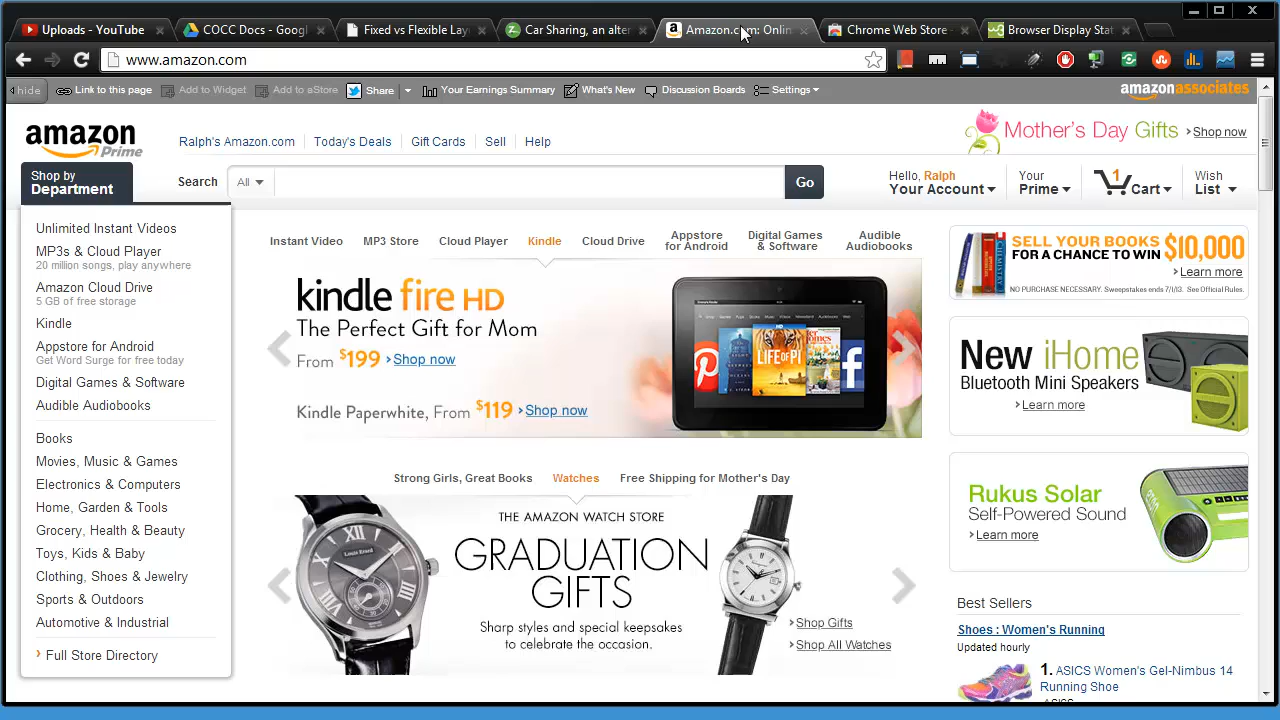 Uploads - YouTube
COCC Docs - Googl
Fixed vs Flexible Lay
Car Sharing, an alte
Amazon.com: Onlin
Chrome Web Store -
Browser Display Stat
www.amazon.com
hide
Link to this page
Add to Widget
Add to aStore
Share
Your Earnings Summary
What's New
Discussion Boards
Settings
amazonassociates
amazon
Prime
Ralph's Amazon.com
Today's Deals
Gift Cards
Sell
Help
Mother's Day Gifts
Shop now
Shop by
Department
Search
All
Go
Hello, Ralph
Your Account
Your
Prime
1
Cart
Wish
List
Unlimited Instant Videos
MP3s & Cloud Player
20 million songs, play anywhere
Amazon Cloud Drive
5 GB of free storage
Kindle
Appstore for Android
Get Word Surge for free today
Digital Games & Software
Audible Audiobooks
Books
Movies, Music & Games
Electronics & Computers
Home, Garden & Tools
Grocery, Health & Beauty
Toys, Kids & Baby
Clothing, Shoes & Jewelry
Sports & Outdoors
Automotive & Industrial
Full Store Directory
Instant Video
MP3 Store
Cloud Player
Kindle
Cloud Drive
Appstore
for Android
Digital Games
& Software
Audible
Audiobooks
kindle fire HD
The Perfect Gift for Mom
From $199
Shop now
Kindle Paperwhite, From $119
Shop now
LIFE OF PI
Strong Girls, Great Books
Watches
Free Shipping for Mother's Day
THE AMAZON WATCH STORE
GRADUATION
GIFTS
Sharp styles and special keepsakes
to celebrate the occasion.
Shop Gifts
Shop All Watches
Louis Erard
SELL YOUR BOOKS
FOR A CHANCE TO WIN
$10,000
Learn more
NO PURCHASE NECESSARY. Sweepstakes ends 7/1/13. See Official Rules.
New iHome
Bluetooth Mini Speakers
Learn more
Rukus Solar
Self-Powered Sound
Learn more
Best Sellers
Shoes : Women's Running
Updated hourly
1. ASICS Women's Gel-Nimbus 14
Running Shoe
ASICS